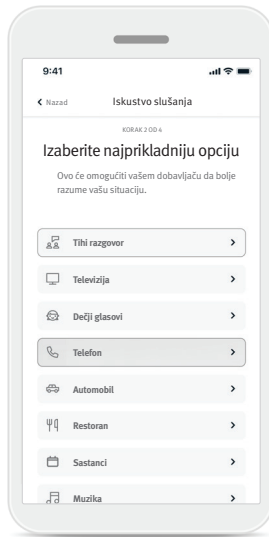 9:41
Nazad
Iskustvo slušanja
KORAK 2 OD 4
Izaberite najprikladniju opciju
Ovo će omogućiti vašem dobavljaču da bolje
razume vašu situaciju.
Tihi razgovor
Televizija
Dečji glasovi
Telefon
Automobil
Restoran
Sastanci
Muzika